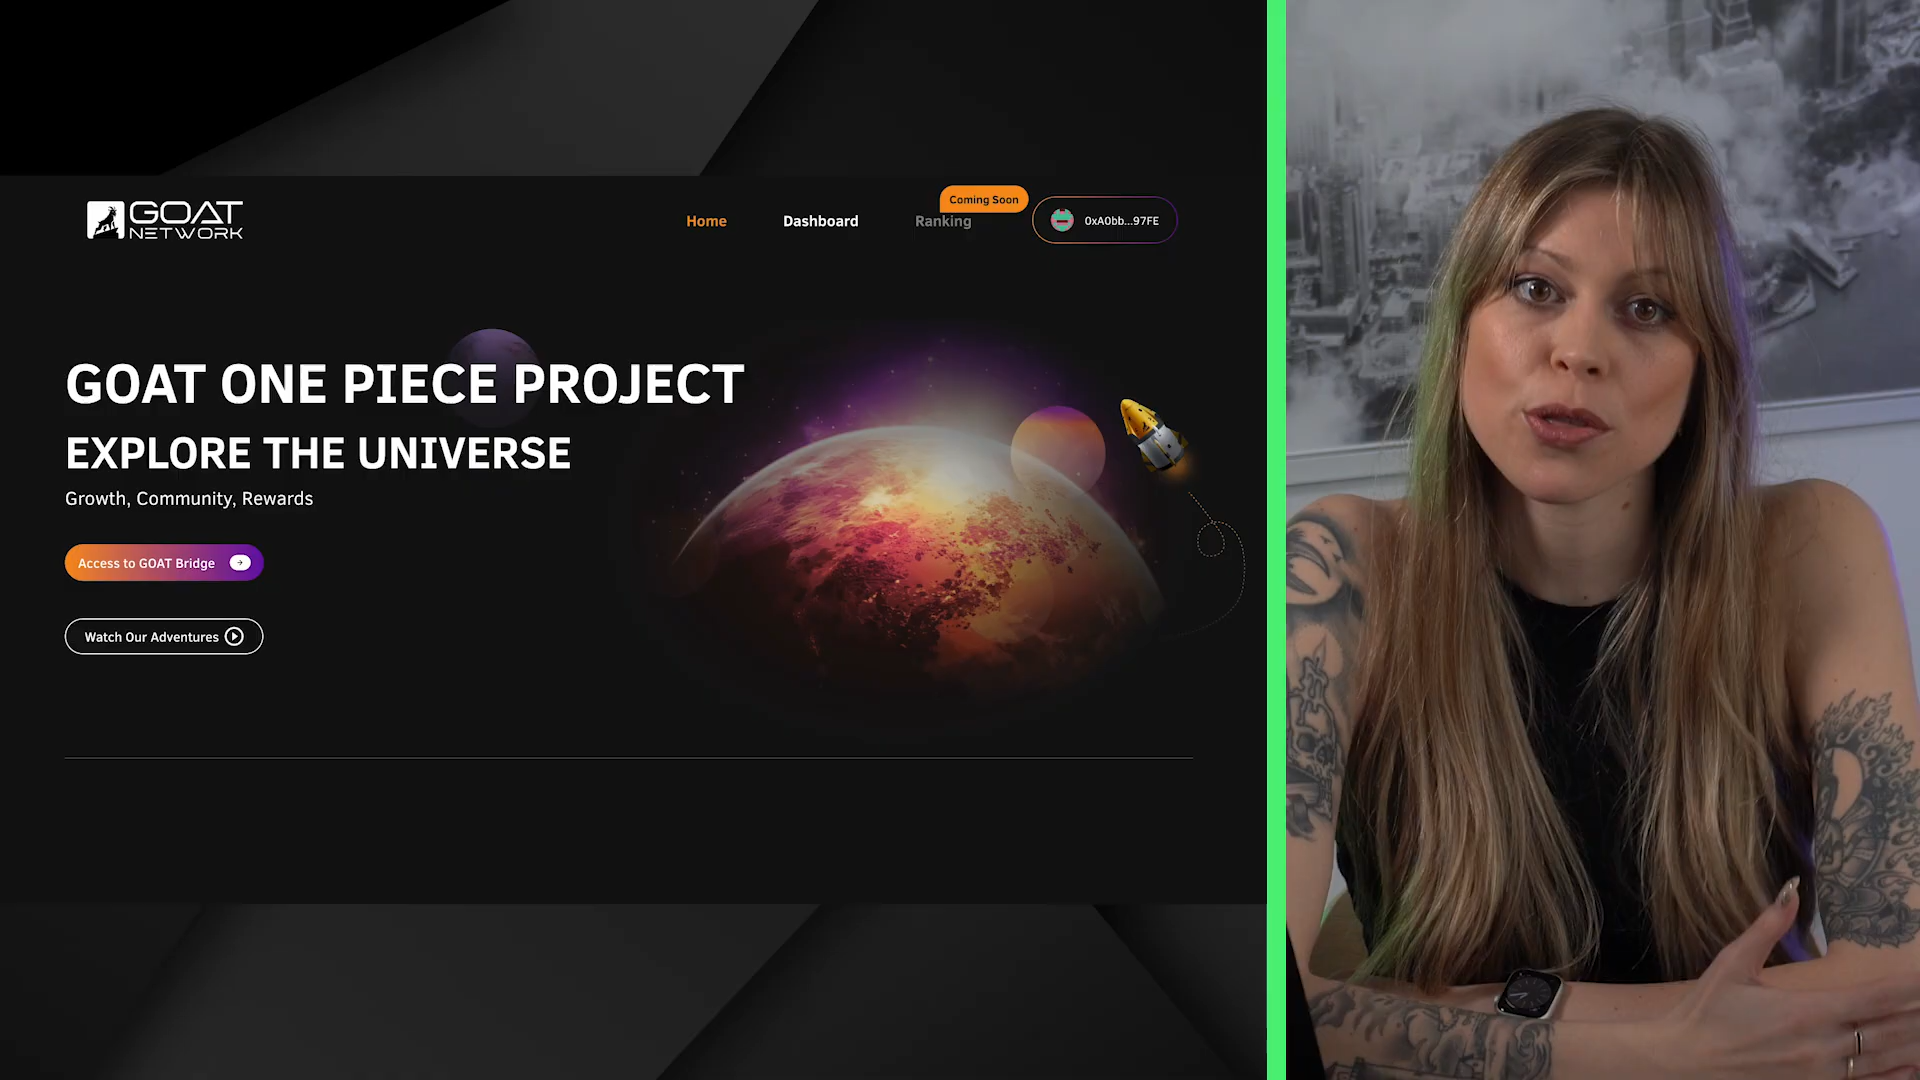 GOAT
NETWORK
Home
Dashboard
Ranking
Coming Soon
0xA0bb...97FE
GOAT ONE PIECE PROJECT
EXPLORE THE UNIVERSE
Growth, Community, Rewards
Access to GOAT Bridge
Watch Our Adventures